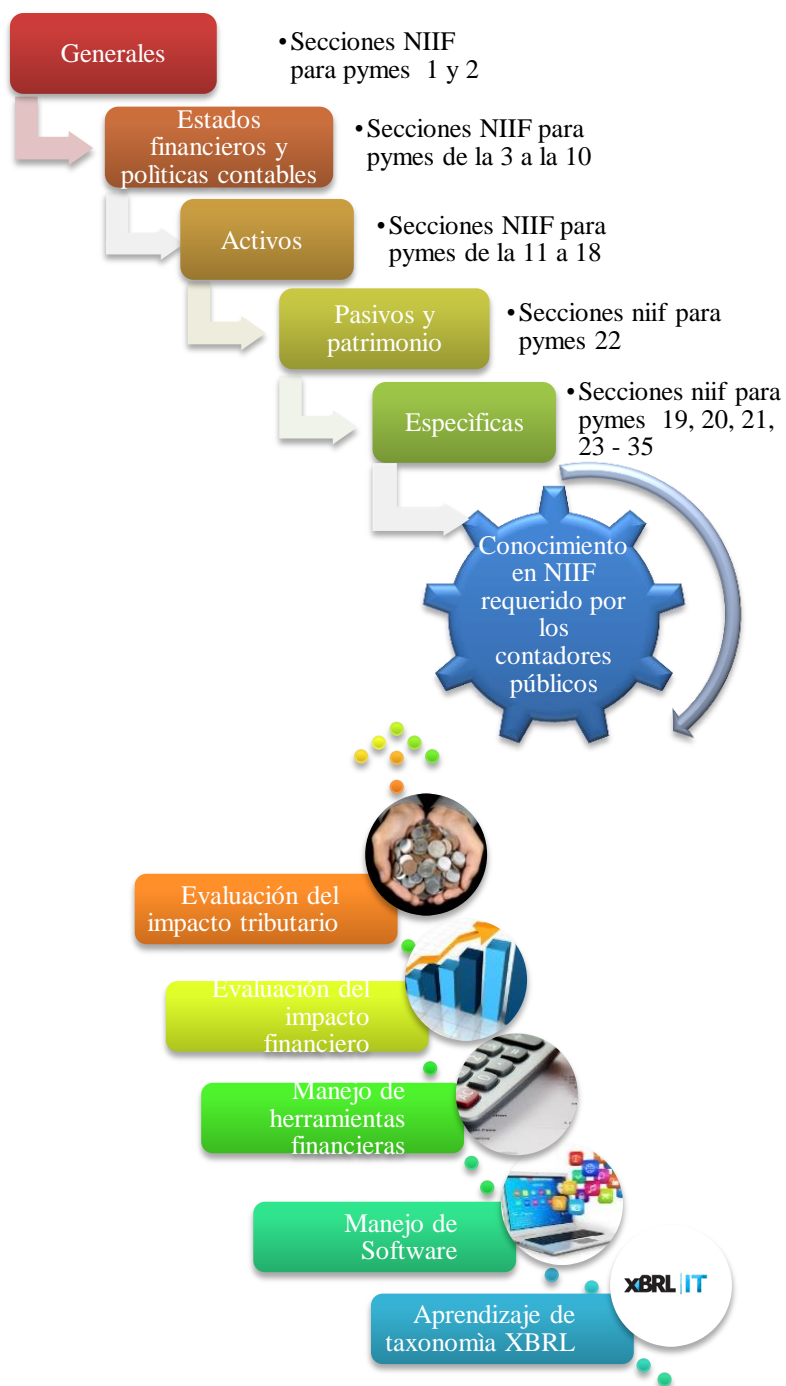 Generales
•Secciones NIIF
para pymes 1 y 2
Estados
financieros y
polìticas contables
•Secciones NIIF para
pymes de la 3 a la 10
Activos
•Secciones NIIF para
pymes de la 11 a 18
Pasivos y
patrimonio
•Secciones niif para
pymes 22
Especìficas
•Secciones niif para
pymes 19, 20, 21,
23 - 35
Conocimiento
en NIIF
requerido por
los
contadores
públicos
Evaluación del
impacto tributario
Evaluación del
impacto
financiero
Manejo de
herramientas
financieras
Manejo de
Software
xBRL|IT
Aprendizaje de
taxonomìa XBRL